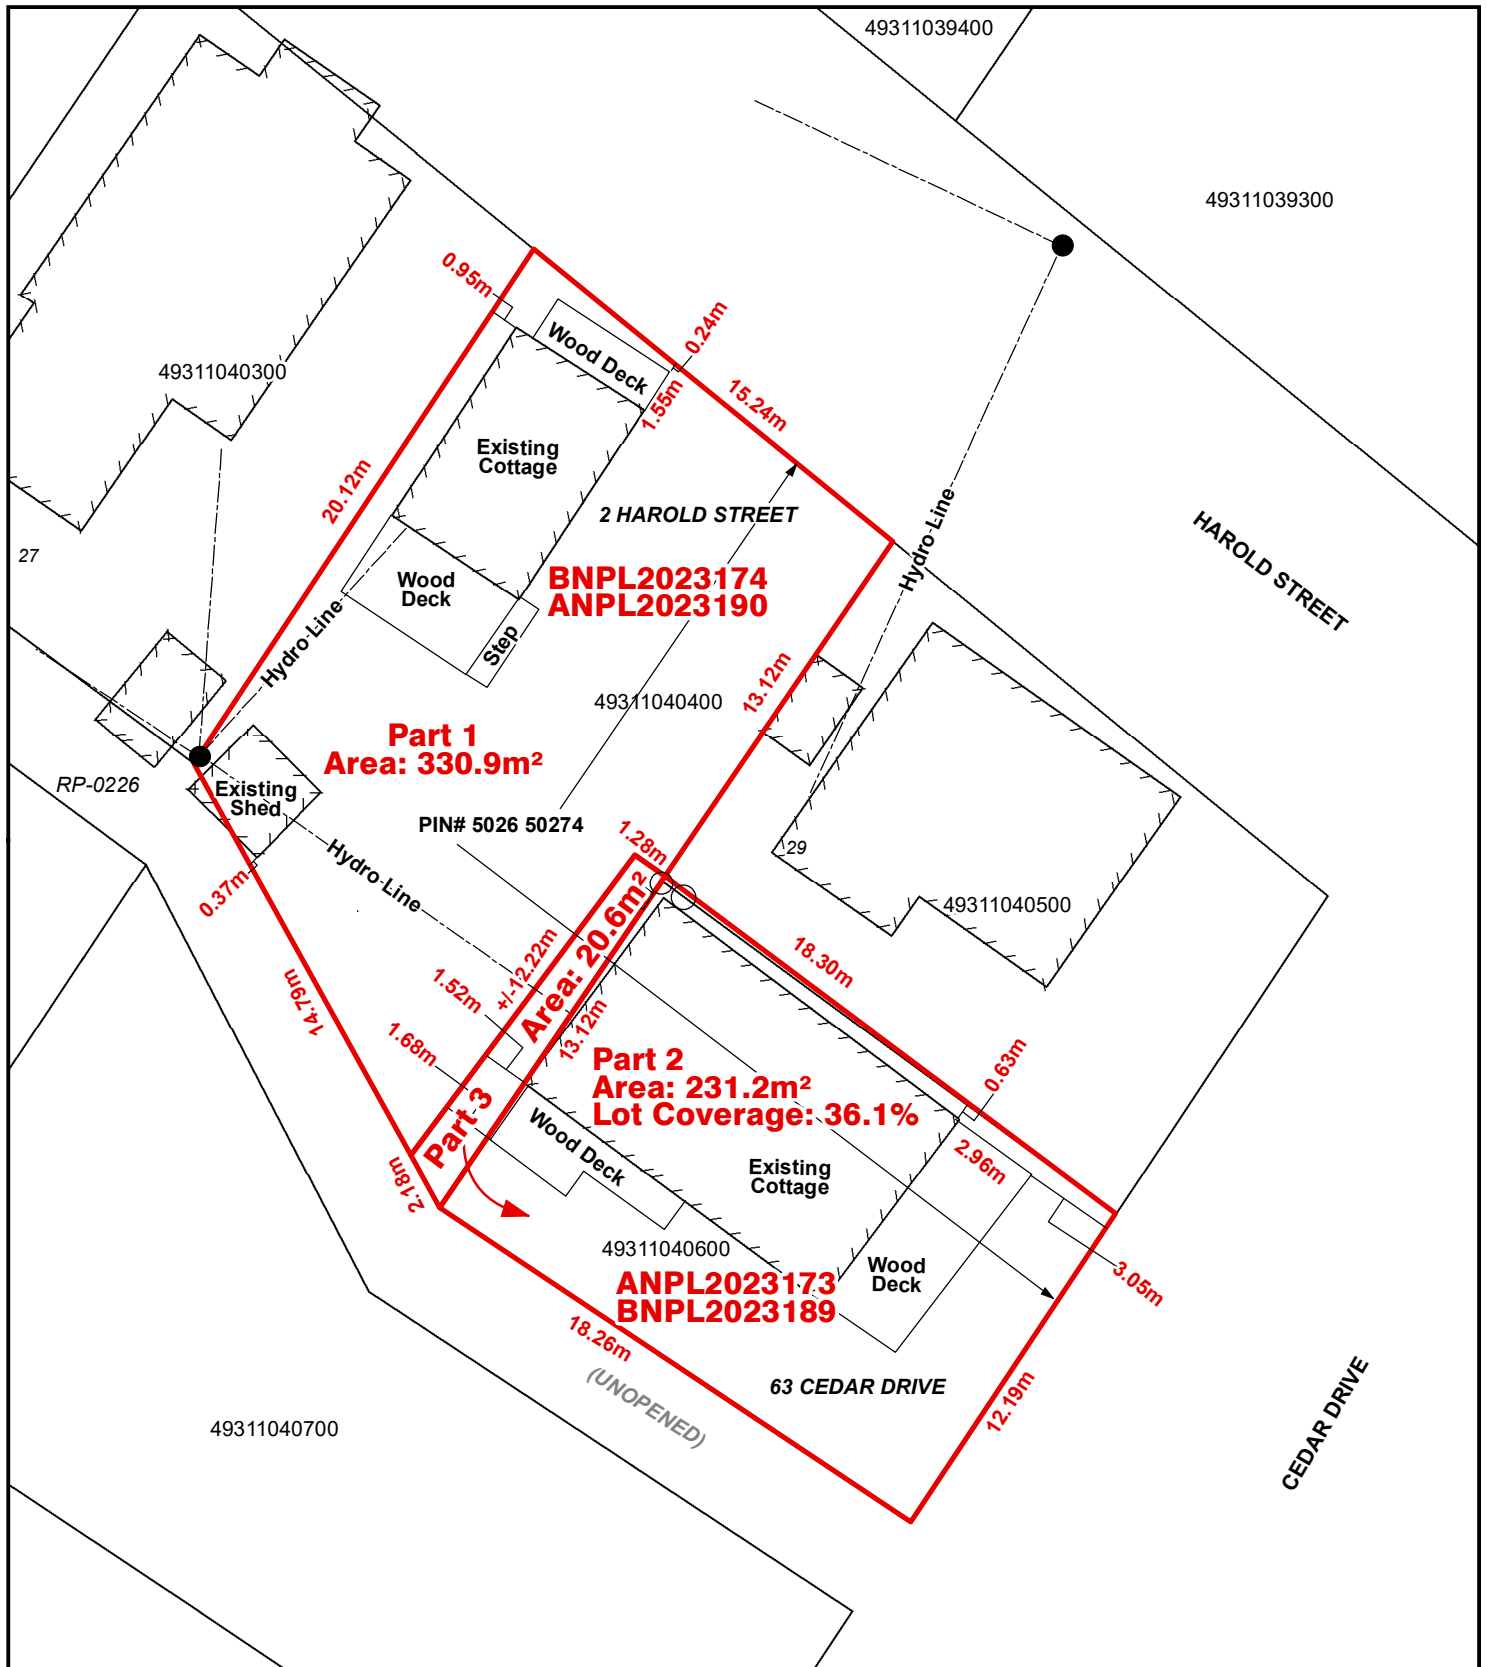 49311039400
49311039300
0.95m
Wood Deck
0.24m
49311040300
1.55m
15.24m
Existing
Cottage
20.12m
2 HAROLD STREET
Hydro Line
HAROLD STREET
27
Wood
Deck
BNPL2023174
ANPL2023190
Hydro Line
Step
13.12m
49311040400
Part 1
Area: 330.9m²
RP-0226
Existing
Shed
PIN# 5026 50274
1.28m
29
Hydro Line
0.37m
49311040500
Area: 20.6m²
18.30m
+/-12.22m
1.52m
14.79m
13.12m
1.68m
Part 2
Area: 231.2m²
Lot Coverage: 36.1%
0.63m
Part 3
Wood Deck
2.96m
Existing
Cottage
2.18m
49311040600
Wood
Deck
3.05m
ANPL2023173
BNPL2023189
18.26m
63 CEDAR DRIVE
(UNOPENED)
12.19m
CEDAR DRIVE
49311040700